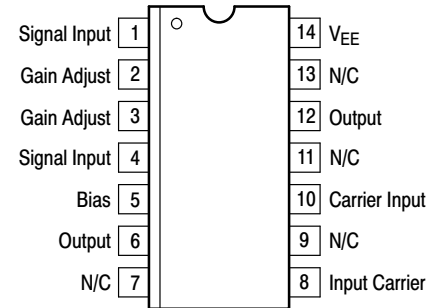 Signal Input 1
14 VEE
Gain Adjust 2
13 N/C
Gain Adjust 3
12 Output
Signal Input 4
11 N/C
Bias 5
10 Carrier Input
Output 6
9 N/C
N/C 7
8 Input Carrier